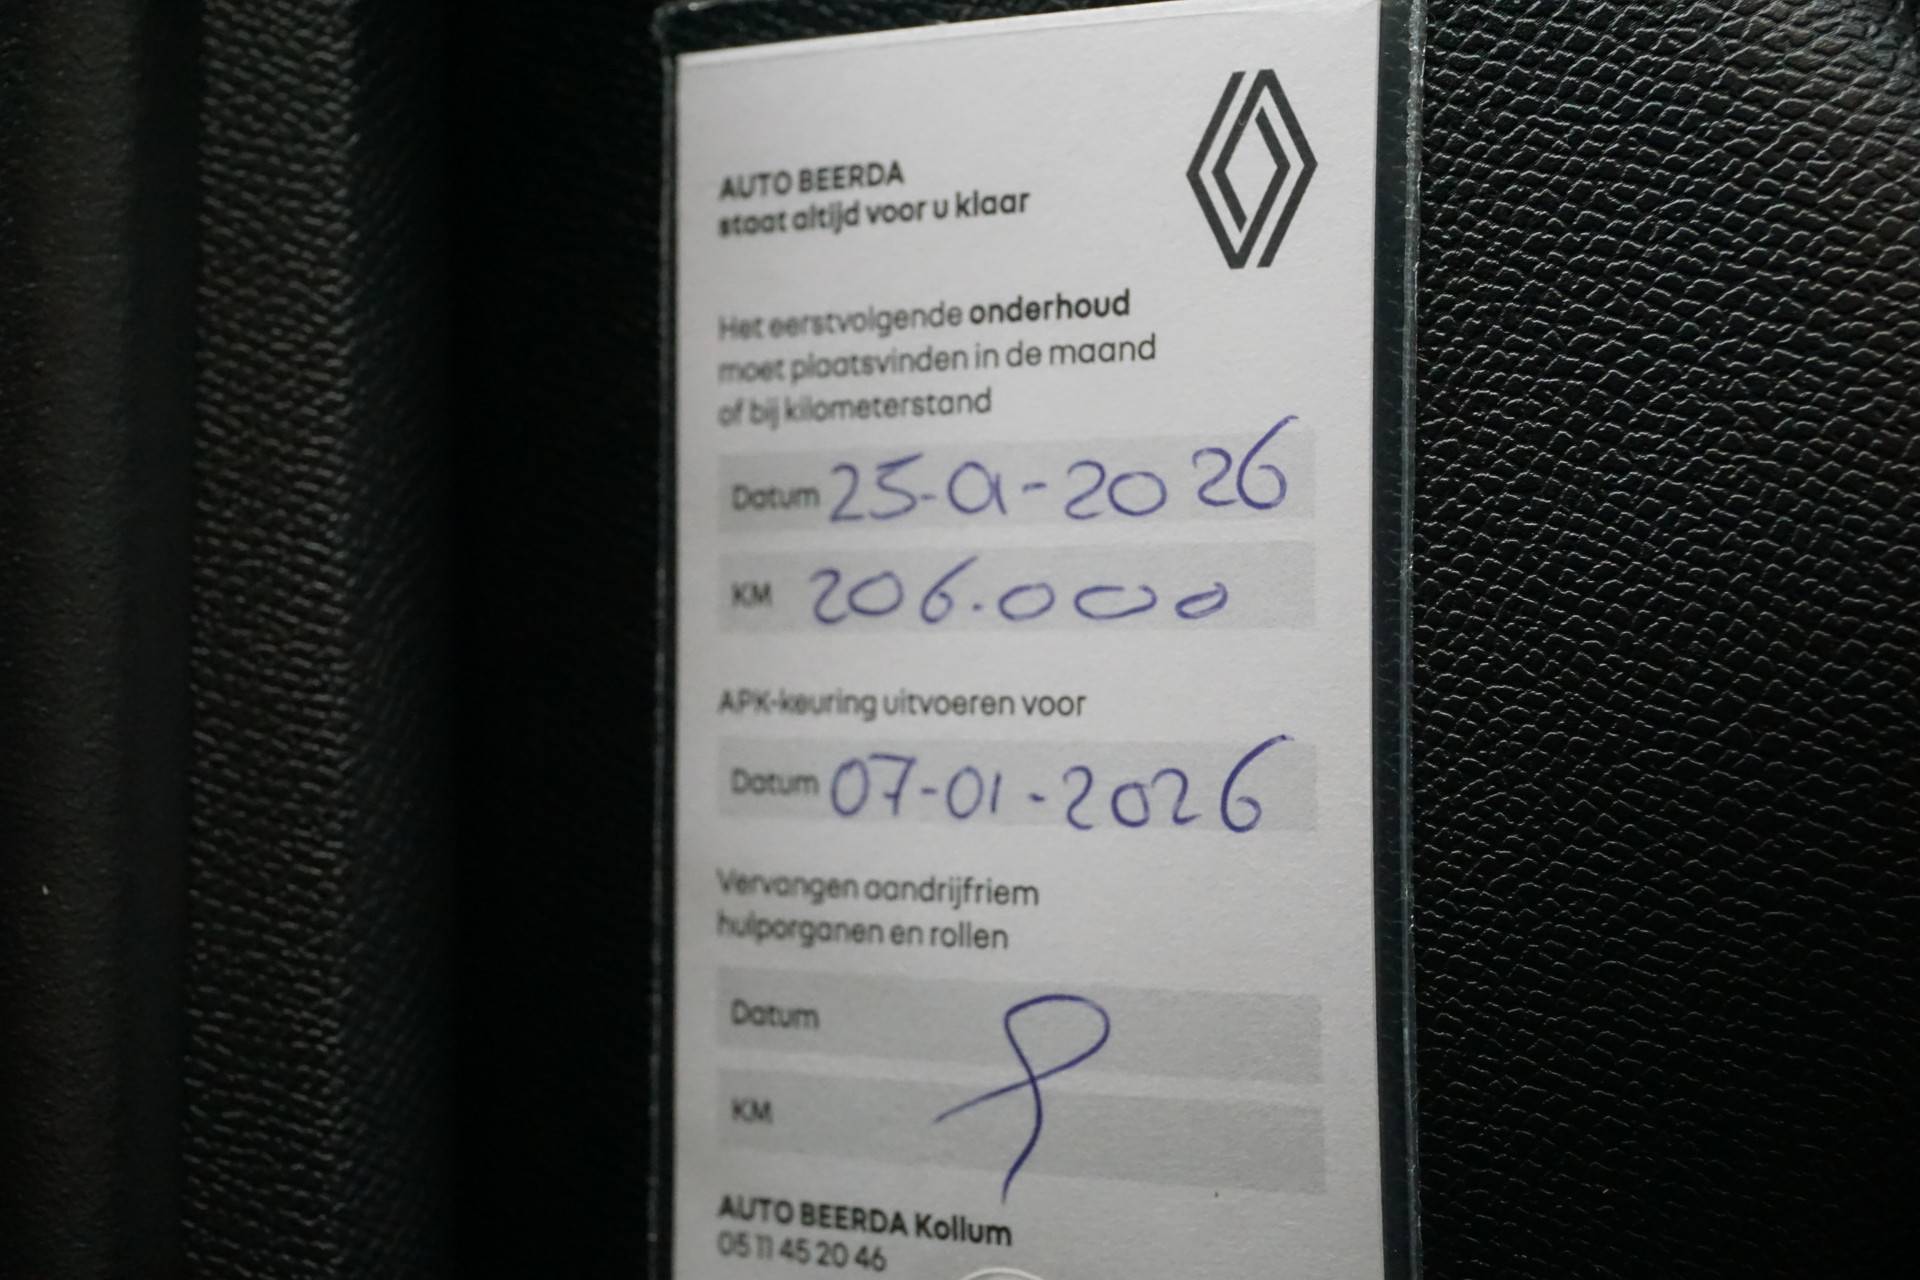 AUTO BEERDA
staat altijd voor u klaar
Het eerstvolgende onderhoud
moet plaatsvinden in de maand
of bij kilometerstand
Datum 25-01-2026
KM 206.000
APK-keuring uitvoeren voor
Datum 07-01-2026
Vervangen aandrijfriem
hulporganen en rollen
Datum
KM
AUTO BEERDA Kollum
05 11 45 20 46